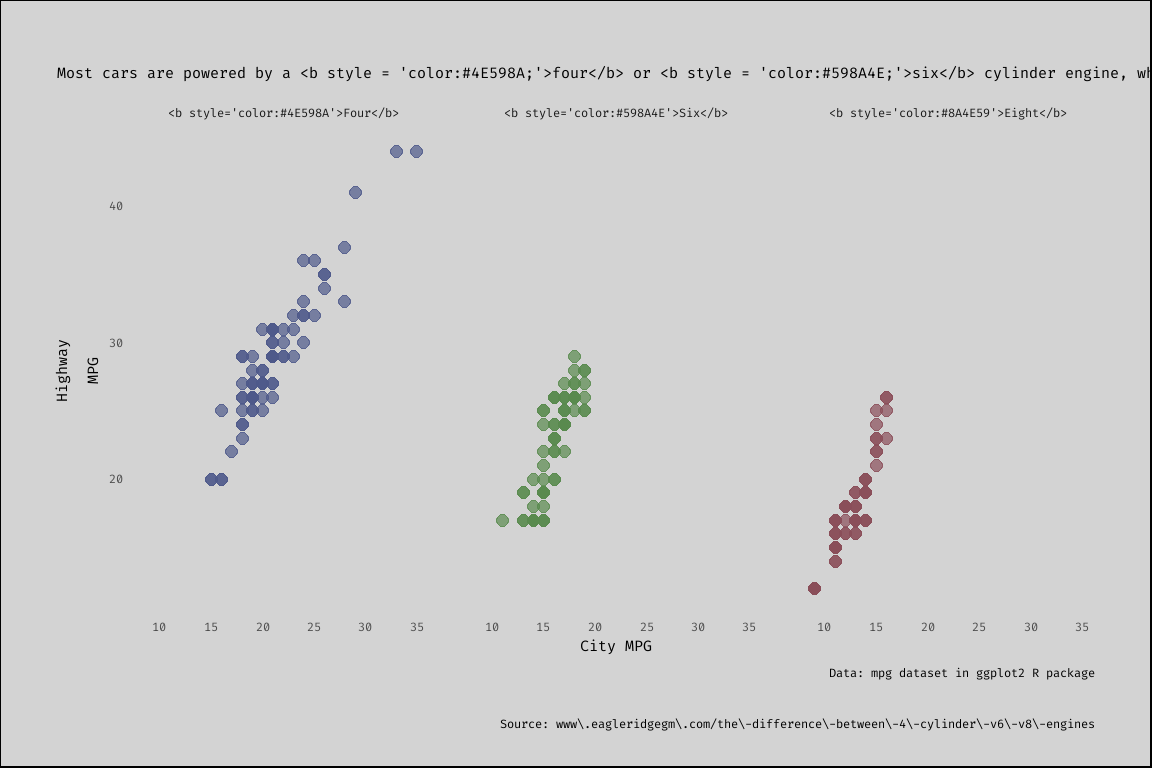 Most cars are powered by a <b style = 'color:#4E598A;'>four</b> or <b style = 'color:#598A4E;'>six</b> cylinder engine,
<b style='color:#4E598A'>Four</b> <b style='color:#598A4E'>Six</b> <b style='color:#8A4E59'>Eight</b>
40
30
20
Highway
MPG
10 15 20 25 30 35 10 15 20 25 30 35 10 15 20 25 30 35
City MPG
Data: mpg dataset in ggplot2 R package
Source: www\.eagleridgegm\.com/the\-difference\-between\-4\-cylinder\-v6\-v8\-engines